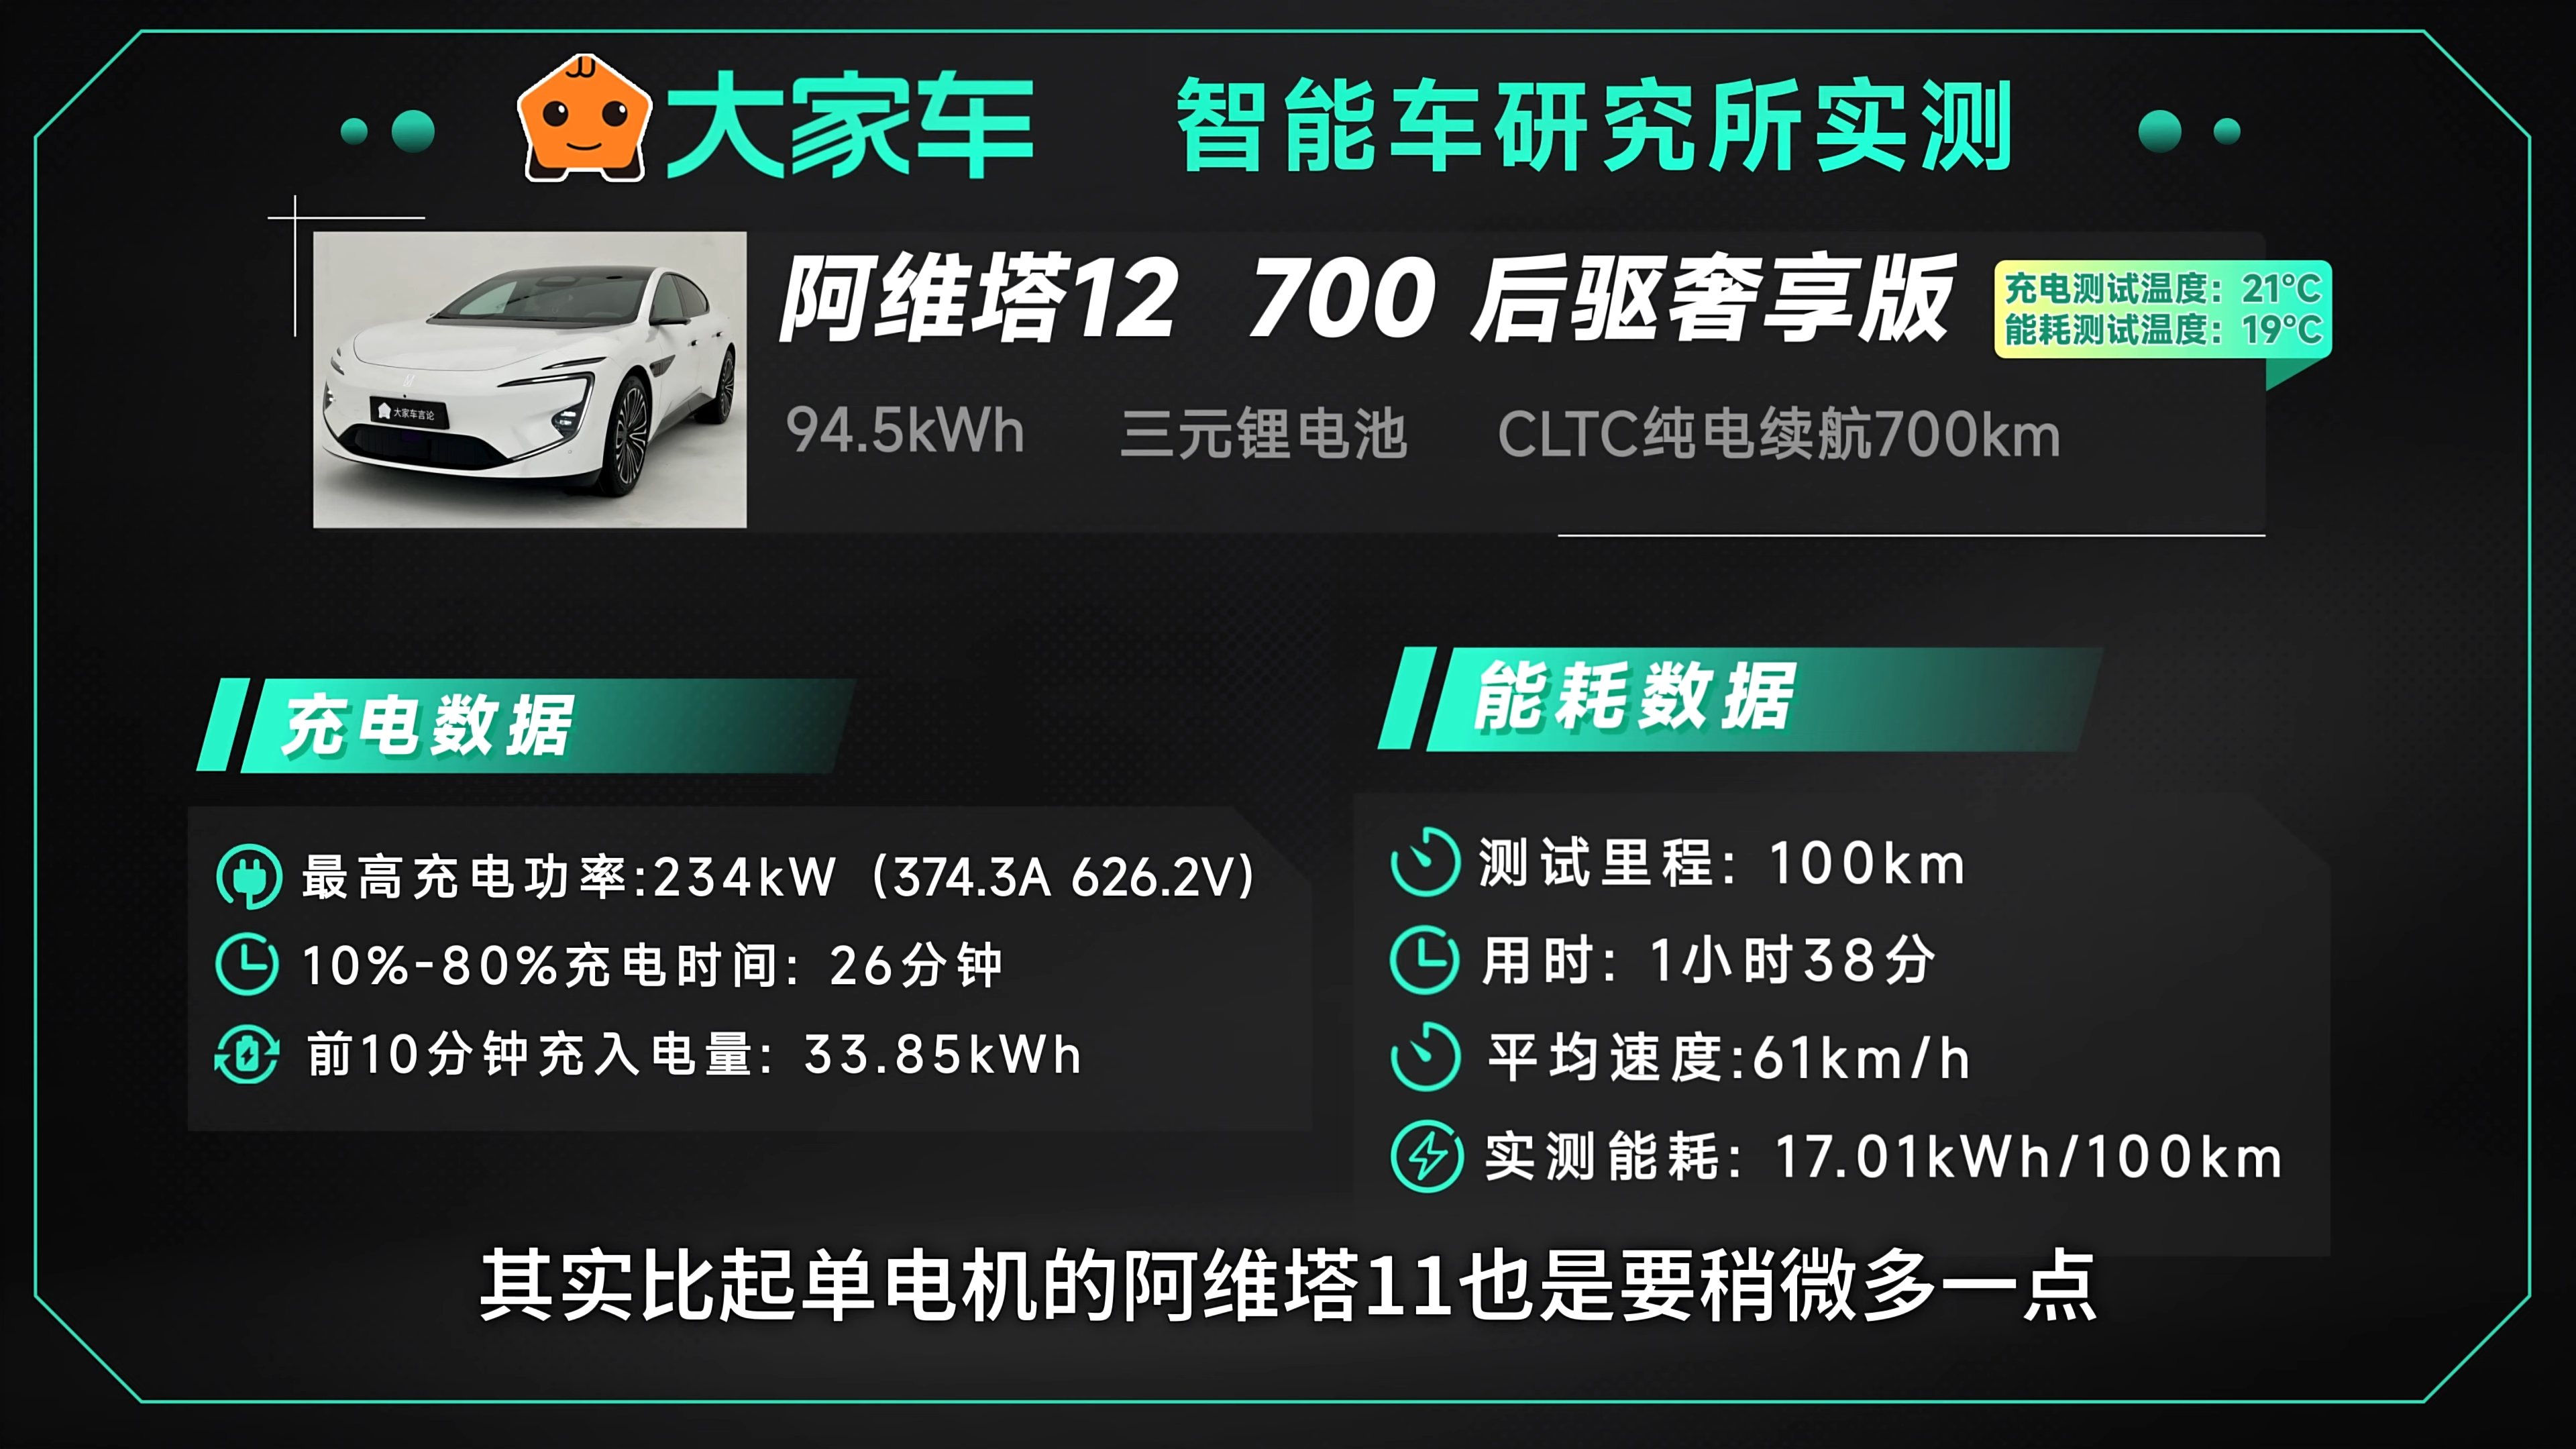 大家车 智能车研究所实测
阿维塔12 700 后驱奢享版
充电测试温度：21°C
能耗测试温度：19°C
94.5kWh 三元锂电池 CLTC纯电续航700km
大家车言论
充电数据
最高充电功率:234kW（374.3A 626.2V）
10%-80%充电时间：26分钟
前10分钟充入电量：33.85kWh
能耗数据
测试里程：100km
用时：1小时38分
平均速度:61km/h
实测能耗：17.01kWh/100km
其实比起单电机的阿维塔11也是要稍微多一点